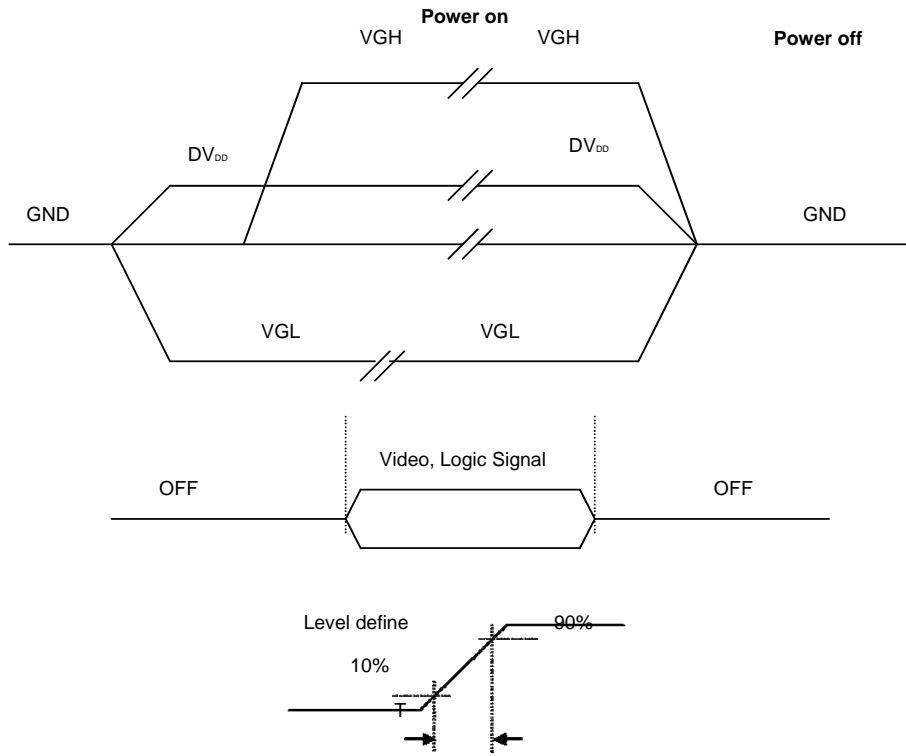 Power on
VGH VGH
Power off
DVDD DVDD
GND GND
VGL VGL
Video, Logic Signal
OFF OFF
Level define 90%
10%
T